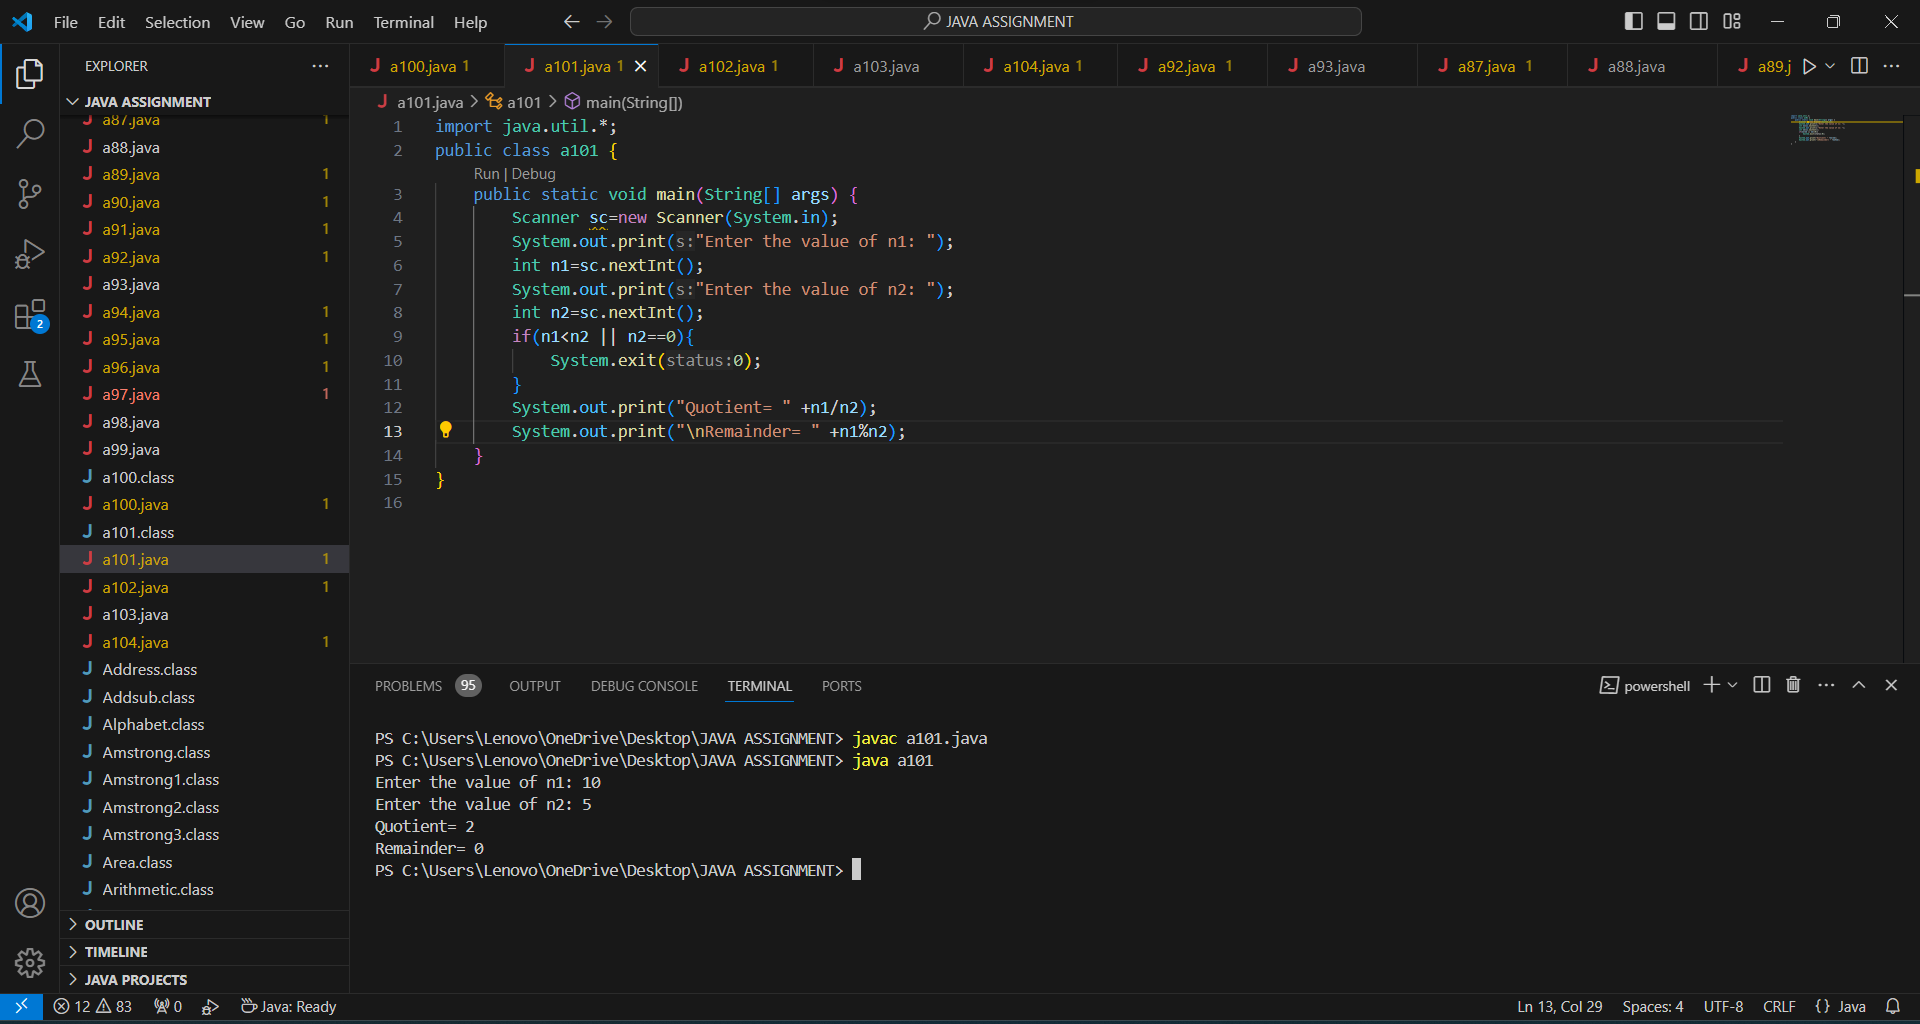 File Edit Selection View Go Run Terminal Help
JAVA ASSIGNMENT
EXPLORER
JAVA ASSIGNMENT
a87.java 1
a88.java
a89.java 1
a90.java 1
a91.java 1
a92.java 1
a93.java
a94.java 1
a95.java 1
a96.java 1
a97.java 1
a98.java
a99.java
a100.class
a100.java 1
a101.class
a101.java 1
a102.java 1
a103.java
a104.java 1
Address.class
Addsub.class
Alphabet.class
Amstrong.class
Amstrong1.class
Amstrong2.class
Amstrong3.class
Area.class
Arithmetic.class
OUTLINE
TIMELINE
JAVA PROJECTS
2
a100.java 1 a101.java 1 a102.java 1 a103.java a104.java 1 a92.java 1 a93.java a87.java 1 a88.java a89.j
a101.java > a101 > main(String[])
1 import java.util.*;
2 public class a101 {
Run | Debug
3 public static void main(String[] args) {
4 Scanner sc=new Scanner(System.in);
5 System.out.print(s:"Enter the value of n1: ");
6 int n1=sc.nextInt();
7 System.out.print(s:"Enter the value of n2: ");
8 int n2=sc.nextInt();
9 if(n1<n2 || n2==0){
10 System.exit(status:0);
11 }
12 System.out.print("Quotient= " +n1/n2);
13 System.out.print("\nRemainder= " +n1%n2);
14 }
15 }
16
PROBLEMS 95 OUTPUT DEBUG CONSOLE TERMINAL PORTS
powershell
PS C:\Users\Lenovo\OneDrive\Desktop\JAVA ASSIGNMENT> javac a101.java
PS C:\Users\Lenovo\OneDrive\Desktop\JAVA ASSIGNMENT> java a101
Enter the value of n1: 10
Enter the value of n2: 5
Quotient= 2
Remainder= 0
PS C:\Users\Lenovo\OneDrive\Desktop\JAVA ASSIGNMENT>
12 83 0 Java: Ready
Ln 13, Col 29 Spaces: 4 UTF-8 CRLF {} Java